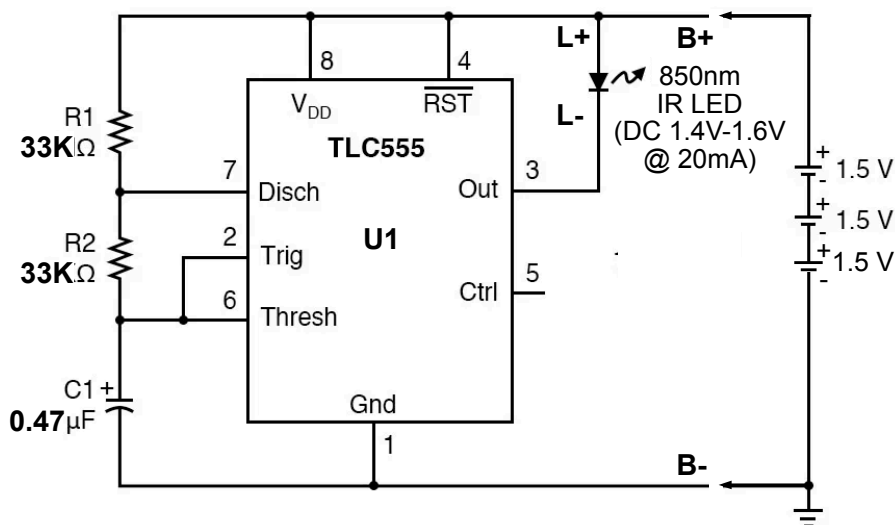 L+
B+
8
4
850nm
IR LED
(DC 1.4V-1.6V
@ 20mA)
L-
VDD
RST
R1
33KΩ
TLC555
+
1.5 V
-
7
Disch
3
Out
+
1.5 V
-
R2
33KΩ
2
Trig
U1
+
1.5 V
-
5
Ctrl
6
Thresh
C1
+
0.47µF
Gnd
1
B-